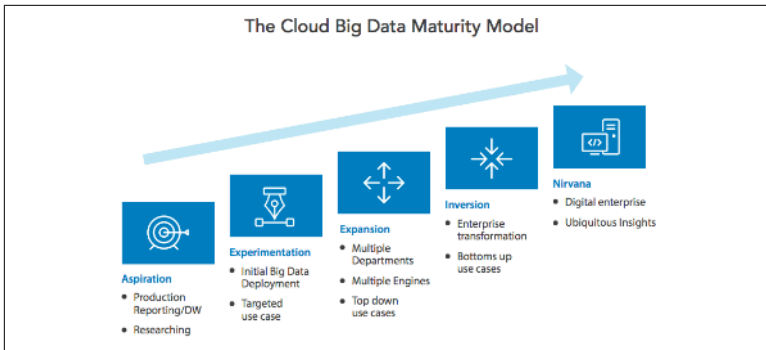 The Cloud Big Data Maturity Model
Aspiration
• Production
Reporting/DW
• Researching
Experimentation
• Initial Big Data
Deployment
• Targeted
use case
Expansion
• Multiple
Departments
• Multiple Engines
• Top down
use cases
Inversion
• Enterprise
transformation
• Bottoms up
use cases
</>
Nirvana
• Digital enterprise
• Ubiquitous Insights